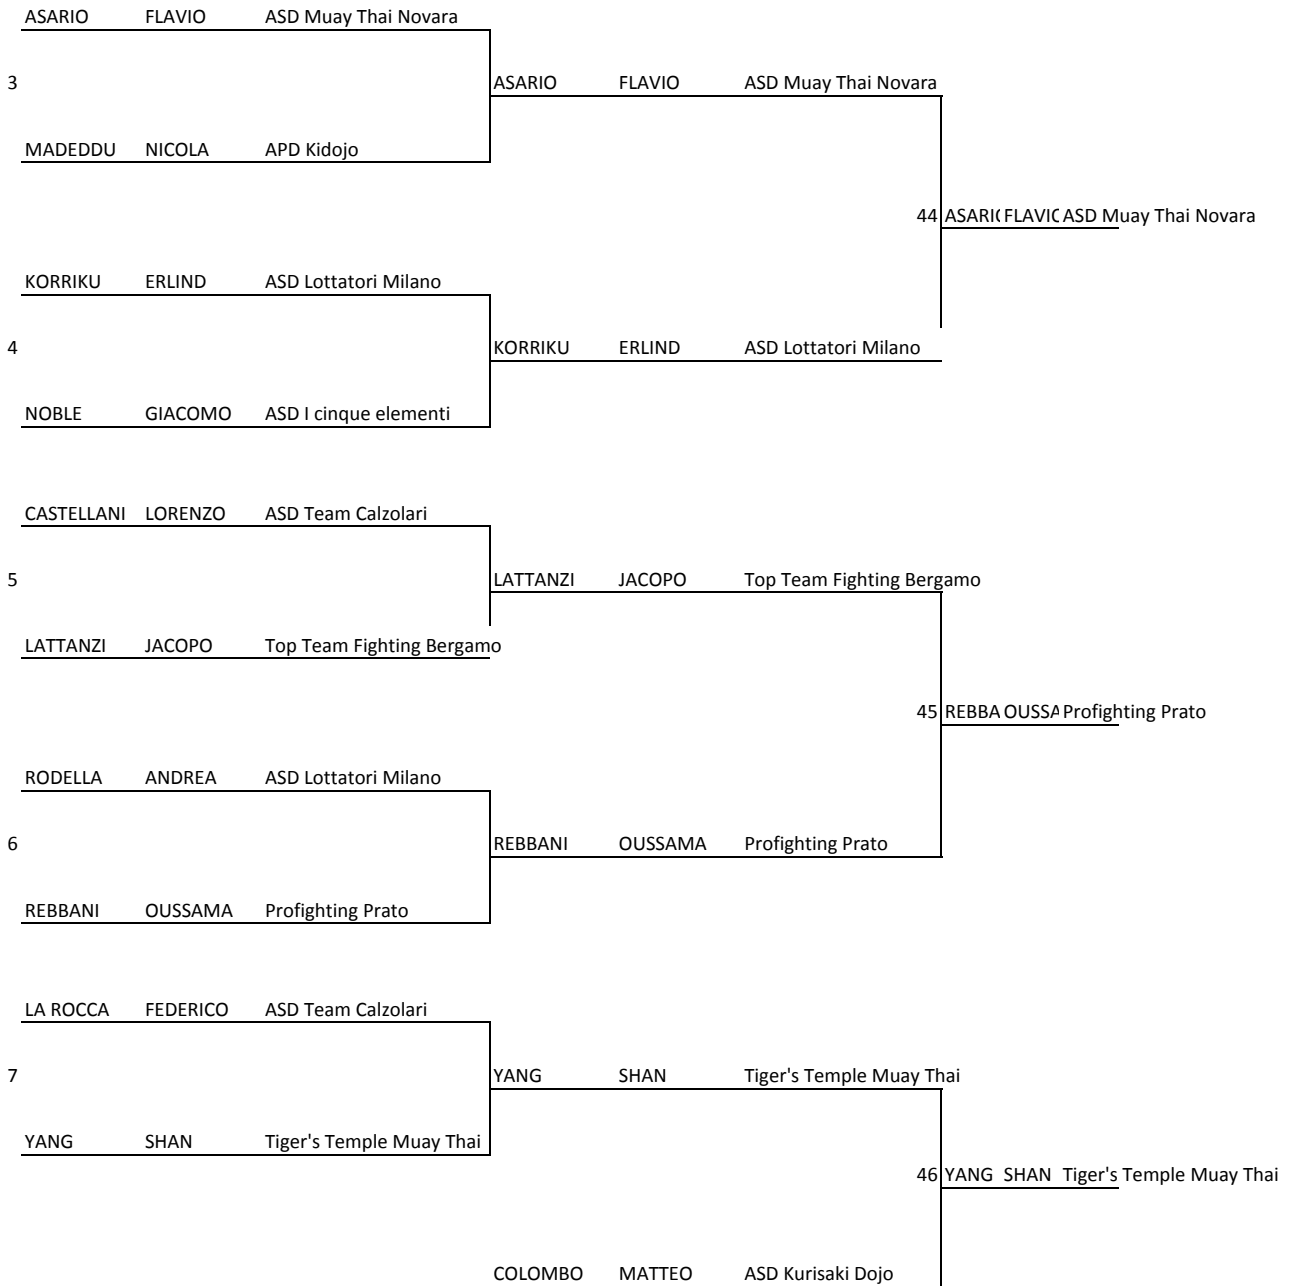 ASARIO FLAVIO ASD Muay Thai Novara
3 ASARIO FLAVIO ASD Muay Thai Novara
MADEDDU NICOLA APD Kidojo
44 ASARI FLAVIC ASD Muay Thai Novara
KORRIKU ERLIND ASD Lottatori Milano
4 KORRIKU ERLIND ASD Lottatori Milano
NOBLE GIACOMO ASD I cinque elementi
CASTELLANI LORENZO ASD Team Calzolari
5 LATTANZI JACOPO Top Team Fighting Bergamo
LATTANZI JACOPO Top Team Fighting Bergamo
45 REBBA OUSSA Profighting Prato
RODELLA ANDREA ASD Lottatori Milano
6 REBBANI OUSSAMA Profighting Prato
REBBANI OUSSAMA Profighting Prato
LA ROCCA FEDERICO ASD Team Calzolari
7 YANG SHAN Tiger's Temple Muay Thai
YANG SHAN Tiger's Temple Muay Thai
46 YANG SHAN Tiger's Temple Muay Thai
COLOMBO MATTEO ASD Kurisaki Dojo